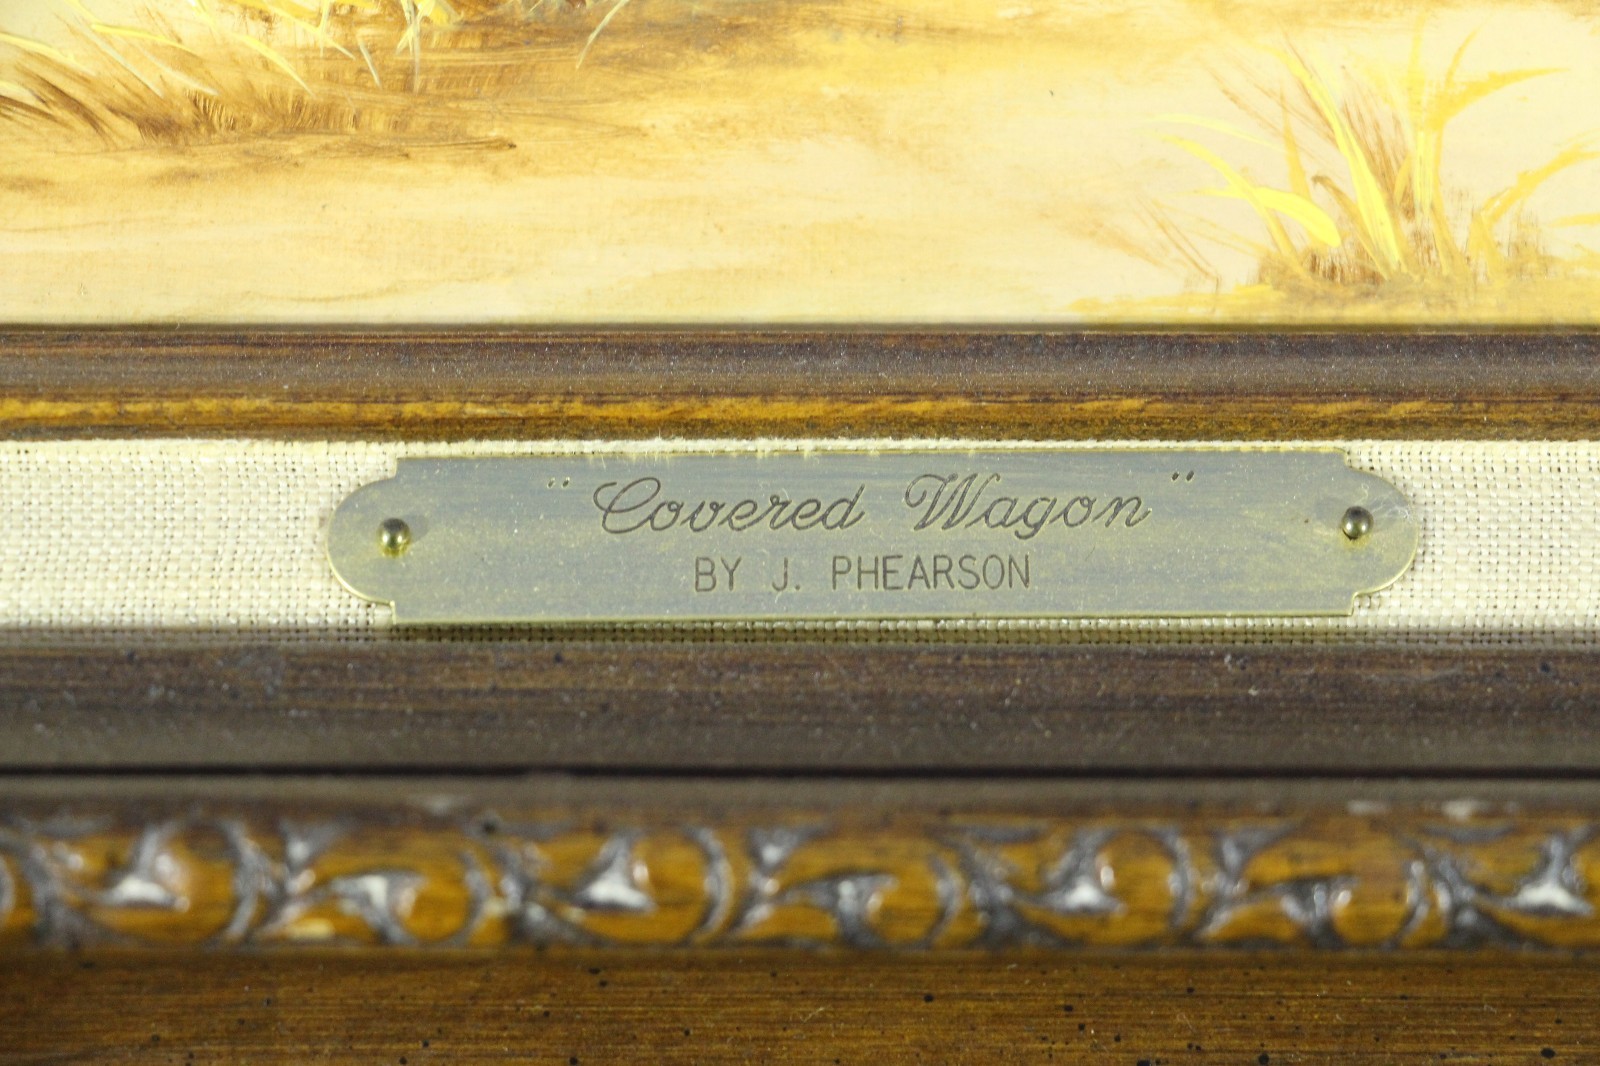 "Covered Wagon"
BY J. PHEARSON